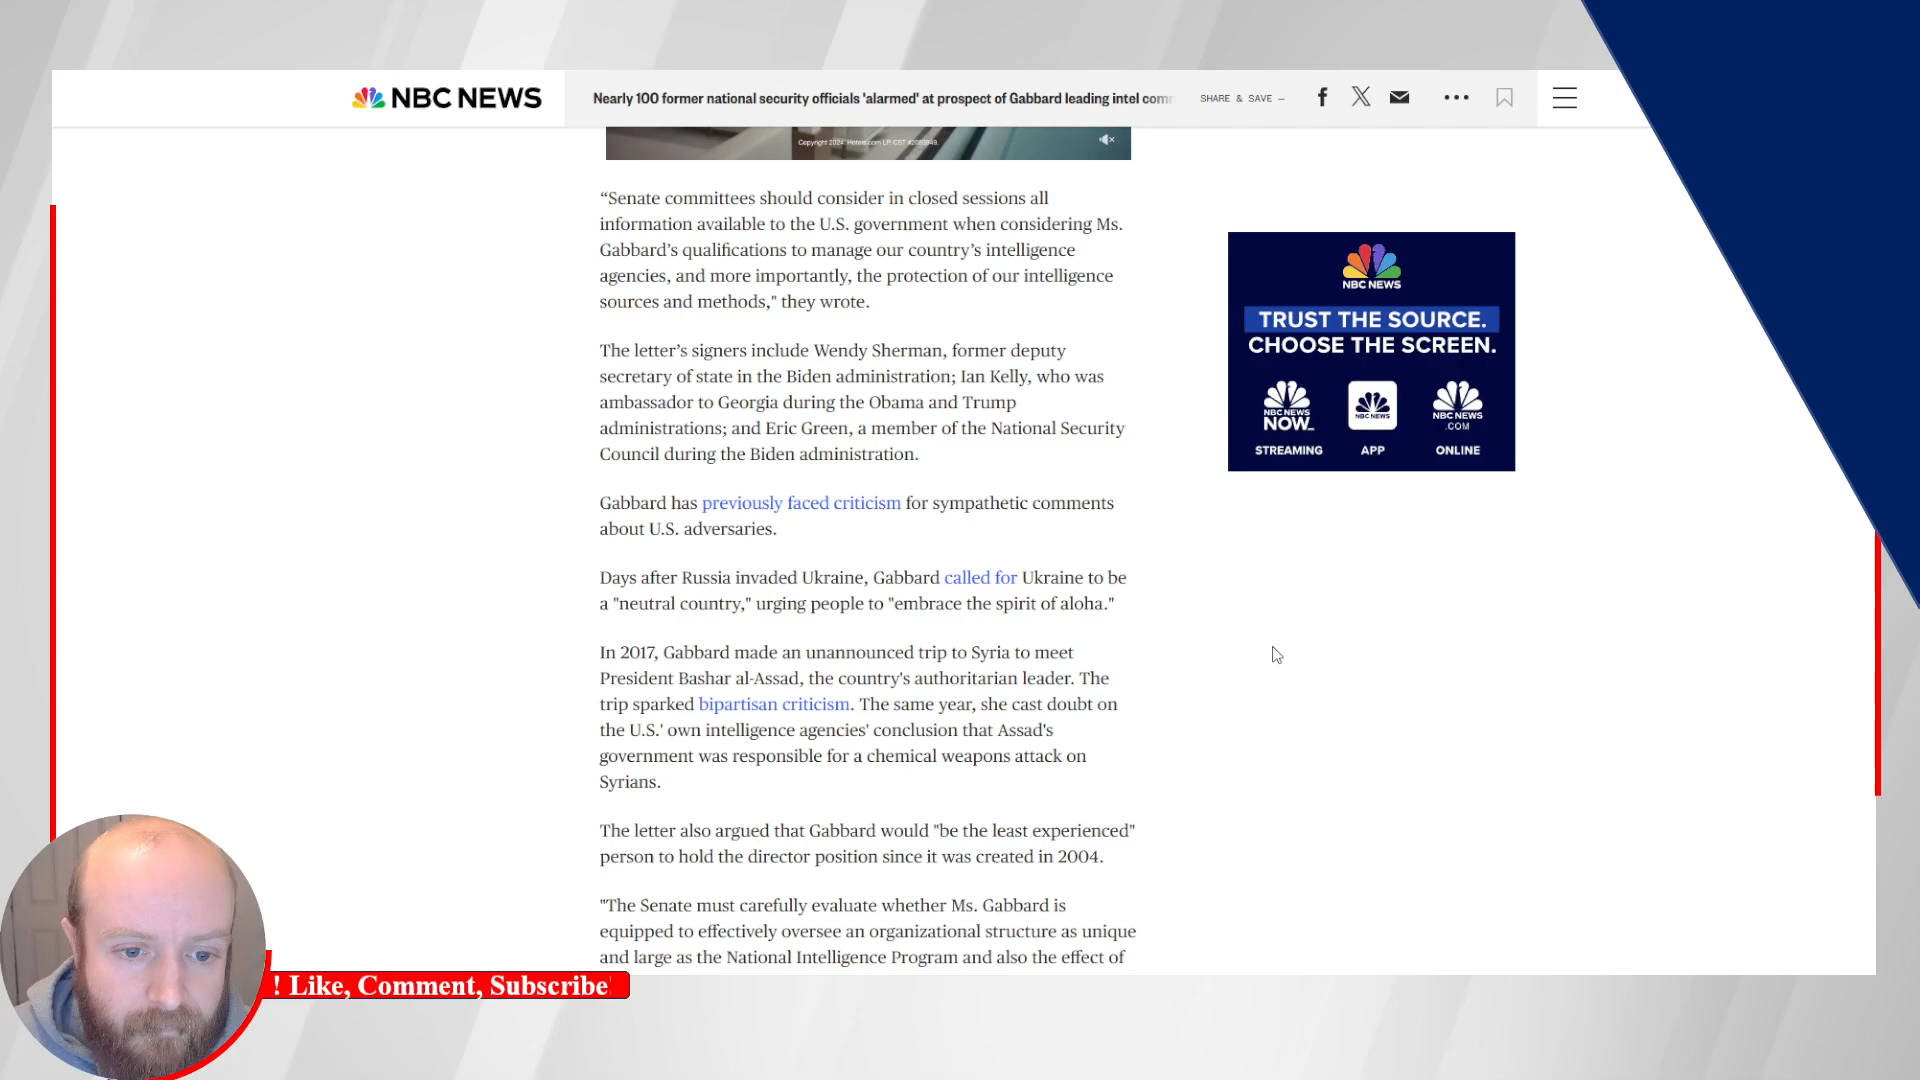 NBC NEWS
Nearly 100 former national security officials 'alarmed' at prospect of Gabbard leading intel
SHARE & SAVE —
Copyright 2024, Hotels.com LP, CST
“Senate committees should consider in closed sessions all
information available to the U.S. government when considering Ms.
Gabbard’s qualifications to manage our country’s intelligence
agencies, and more importantly, the protection of our intelligence
sources and methods," they wrote.
The letter’s signers include Wendy Sherman, former deputy
secretary of state in the Biden administration; Ian Kelly, who was
ambassador to Georgia during the Obama and Trump
administrations; and Eric Green, a member of the National Security
Council during the Biden administration.
Gabbard has previously faced criticism for sympathetic comments
about U.S. adversaries.
Days after Russia invaded Ukraine, Gabbard called for Ukraine to be
a "neutral country," urging people to "embrace the spirit of aloha."
In 2017, Gabbard made an unannounced trip to Syria to meet
President Bashar al-Assad, the country's authoritarian leader. The
trip sparked bipartisan criticism. The same year, she cast doubt on
the U.S.' own intelligence agencies' conclusion that Assad's
government was responsible for a chemical weapons attack on
Syrians.
The letter also argued that Gabbard would "be the least experienced"
person to hold the director position since it was created in 2004.
"The Senate must carefully evaluate whether Ms. Gabbard is
equipped to effectively oversee an organizational structure as unique
and large as the National Intelligence Program and also the effect of
NBC NEWS
TRUST THE SOURCE.
CHOOSE THE SCREEN.
NBC NEWS
NOW
STREAMING
NBC NEWS
APP
NBC NEWS
.COM
ONLINE
! Like, Comment, Subscribe!